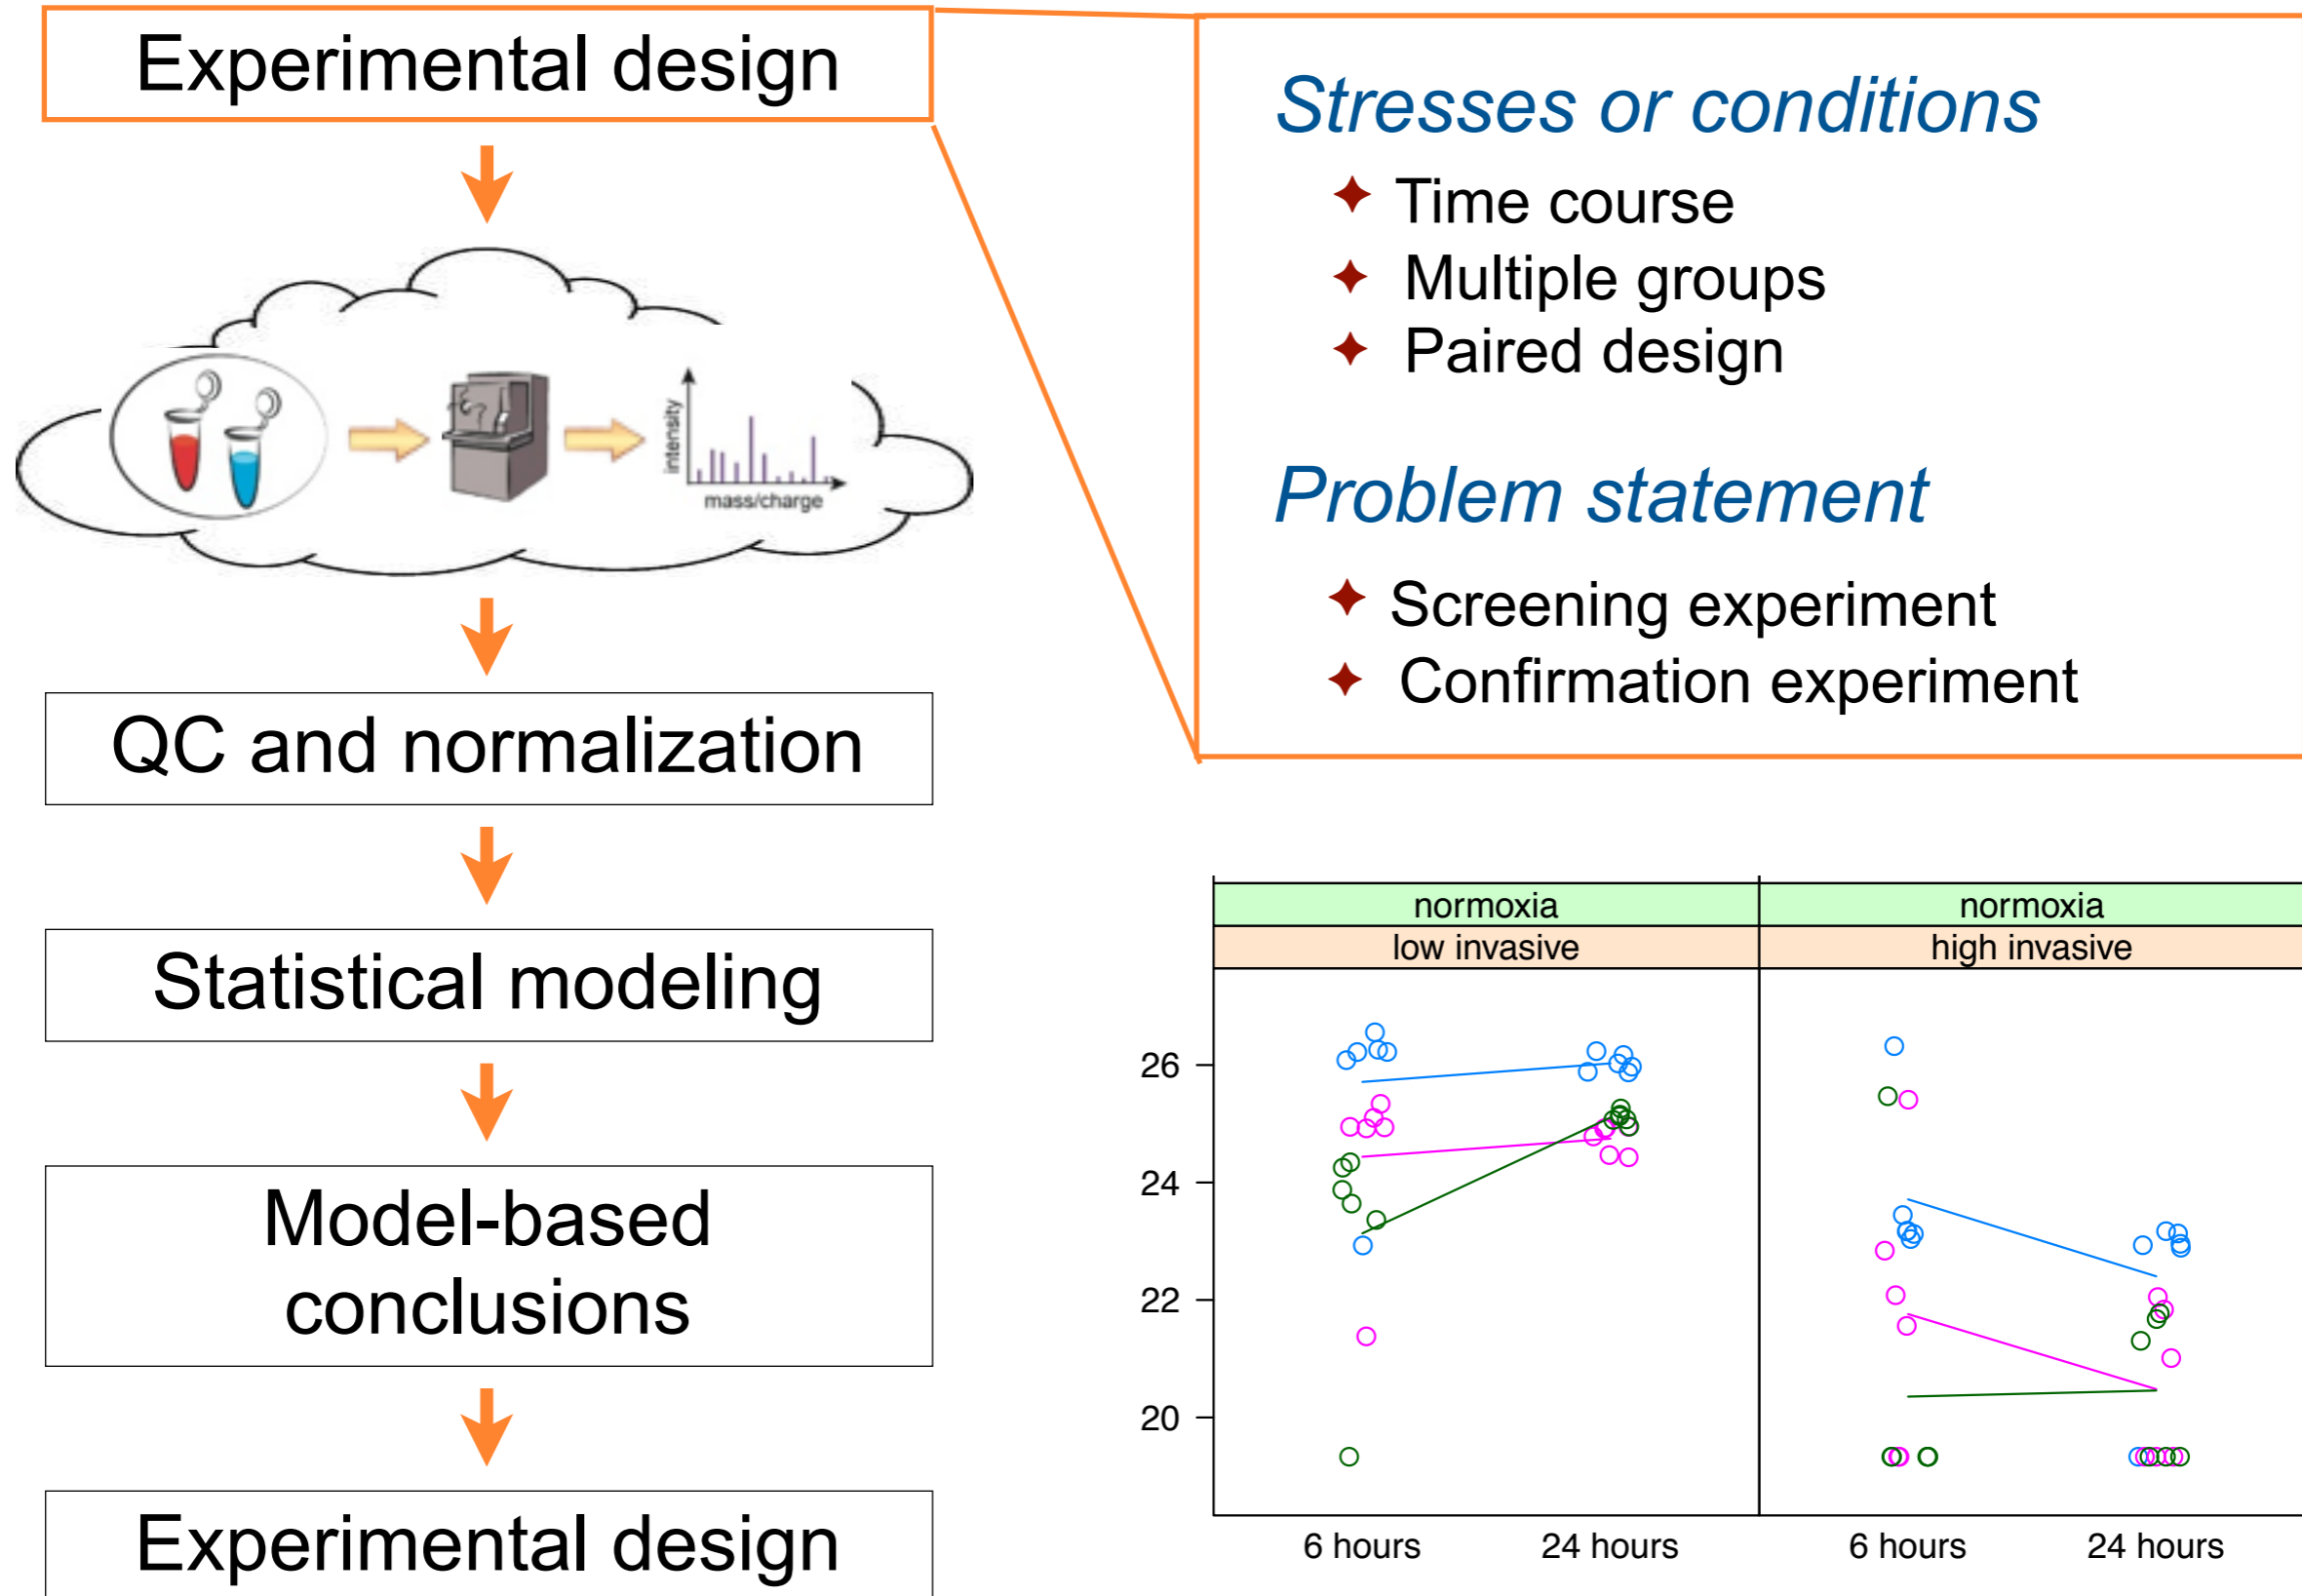 Experimental design
intensity
mass/charge
QC and normalization
Statistical modeling
Model-based
conclusions
Experimental design
Stresses or conditions
Time course
Multiple groups
Paired design
Problem statement
Screening experiment
Confirmation experiment
normoxia
normoxia
low invasive
high invasive
26
24
22
20
6 hours
24 hours
6 hours
24 hours